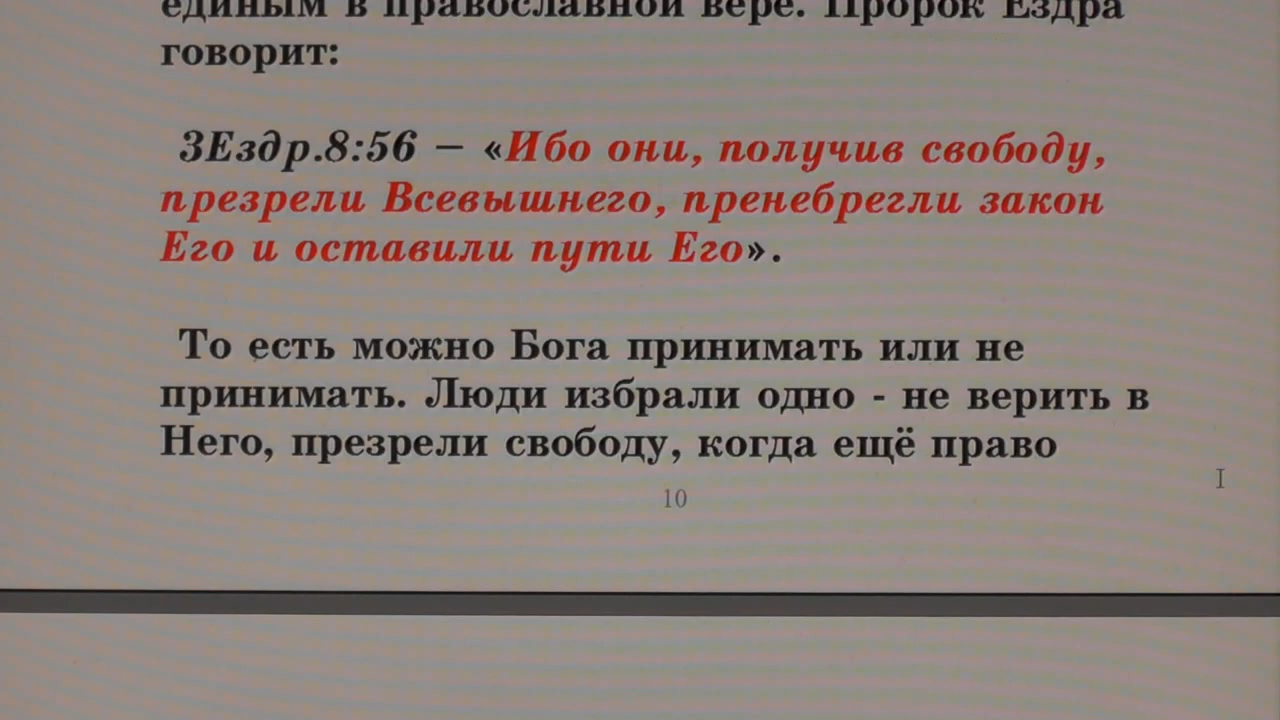 единым в православной вере. Пророк Ездра
говорит:
3Ездр.8:56 – «Ибо они, получив свободу,
презрели Всевышнего, пренебрегли закон
Его и оставили пути Его».
То есть можно Бога принимать или не
принимать. Люди избрали одно - не верить в
Него, презрели свободу, когда ещё право
10